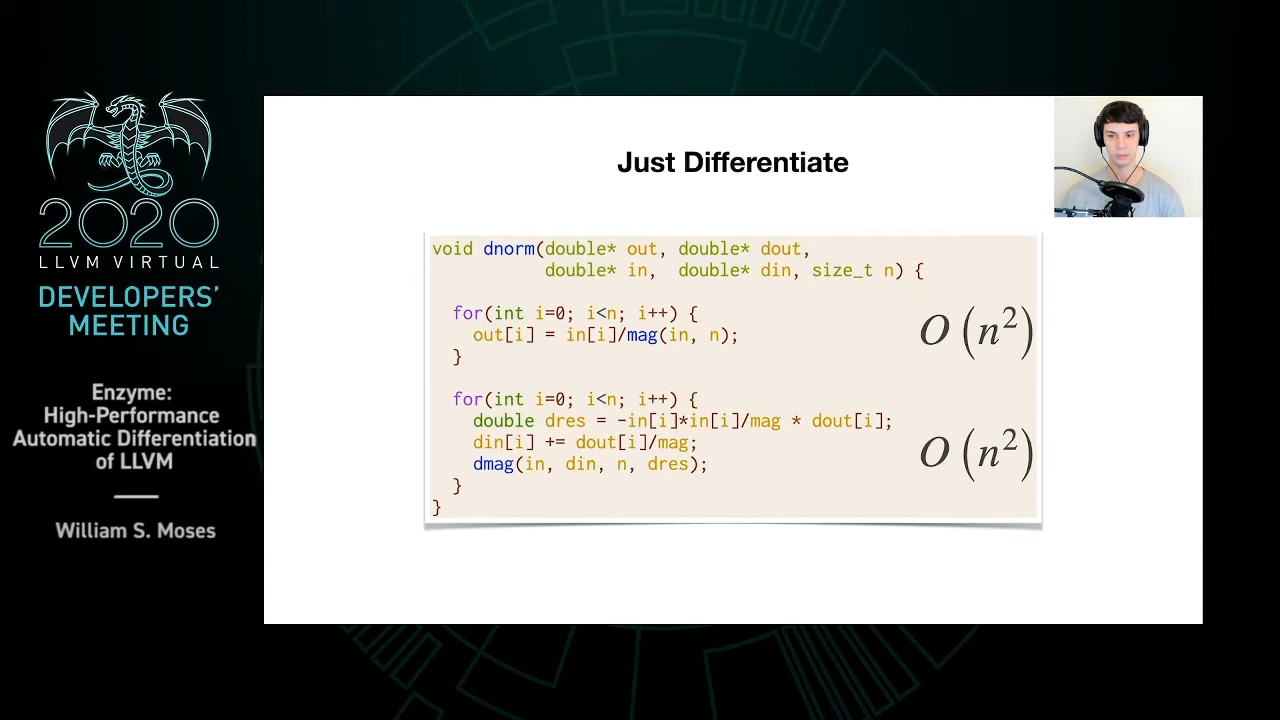 2020
LLVM VIRTUAL
DEVELOPERS'
MEETING
Enzyme:
High-Performance
Automatic Differentiation
of LLVM
William S. Moses
Just Differentiate
void dnorm(double* out, double* dout,
double* in, double* din, size_t n) {
for(int i=0; i<n; i++) {
out[i] = in[i]/mag(in, n);
}
O(n²)
for(int i=0; i<n; i++) {
double dres = -in[i]*in[i]/mag * dout[i];
din[i] += dout[i]/mag;
dmag(in, din, n, dres);
}
}
O(n²)